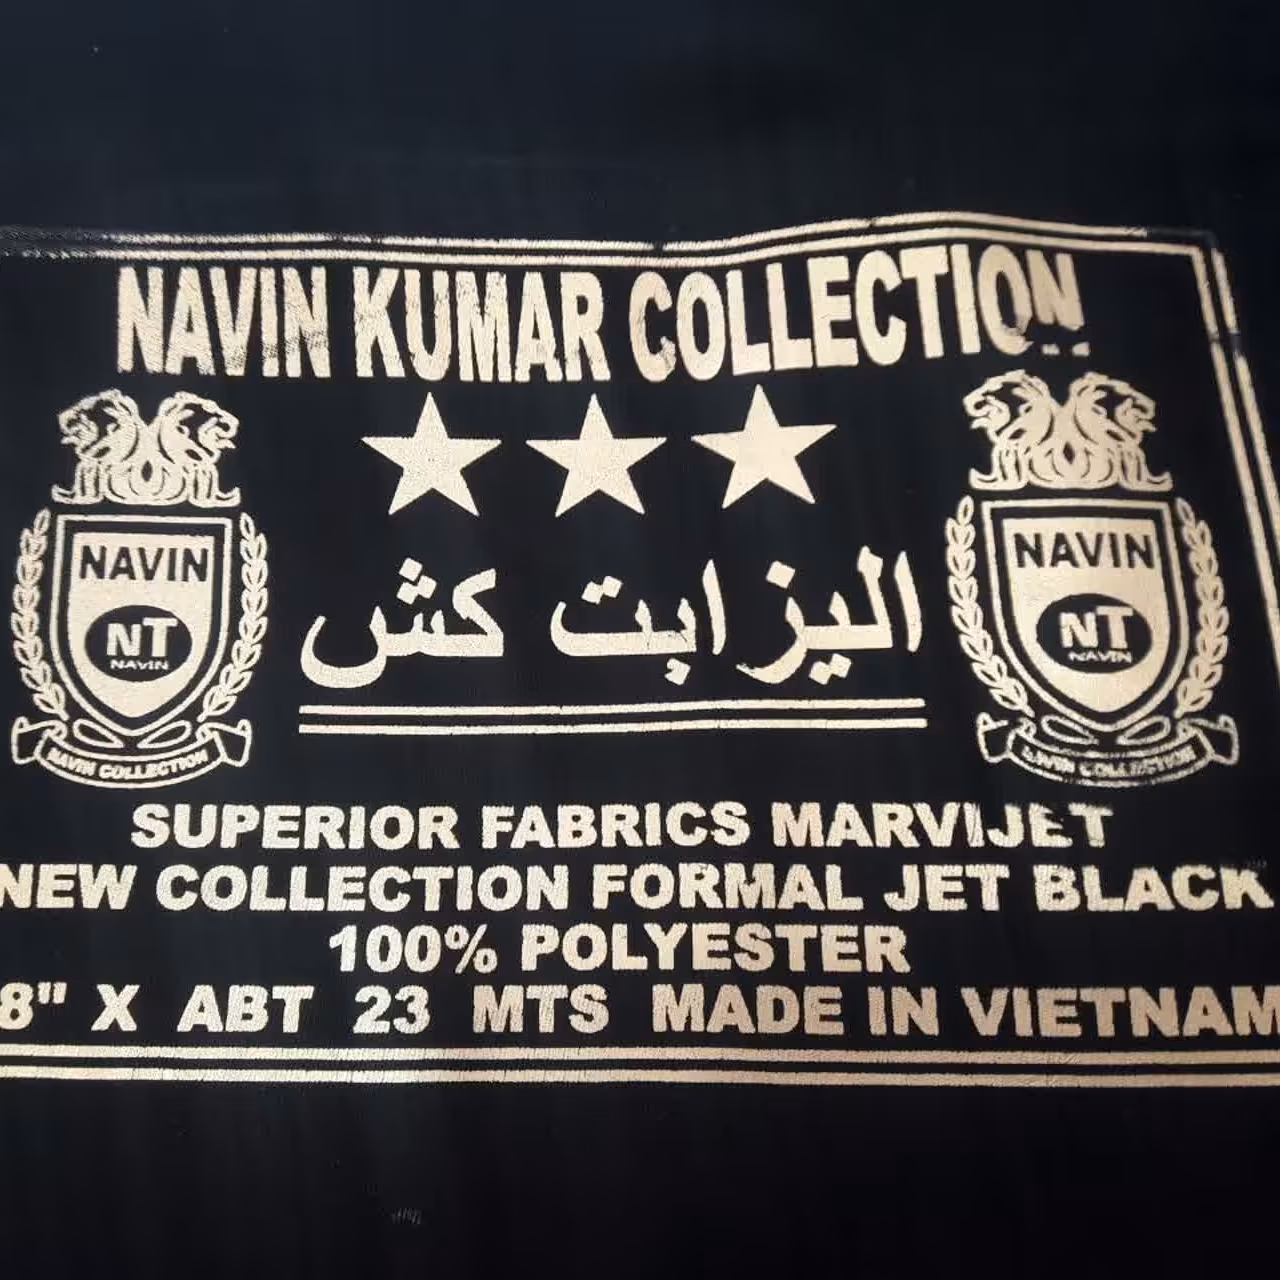 NAVIN KUMAR COLLECTION
اليزابت كش
NAVIN
NT
NAVIN
NAVIN COLLECTION
NAVIN
NT
NAVIN
NAVIN COLLECTION
SUPERIOR FABRICS MARVIJET
NEW COLLECTION FORMAL JET BLACK
100% POLYESTER
8" X ABT 23 MTS MADE IN VIETNAM